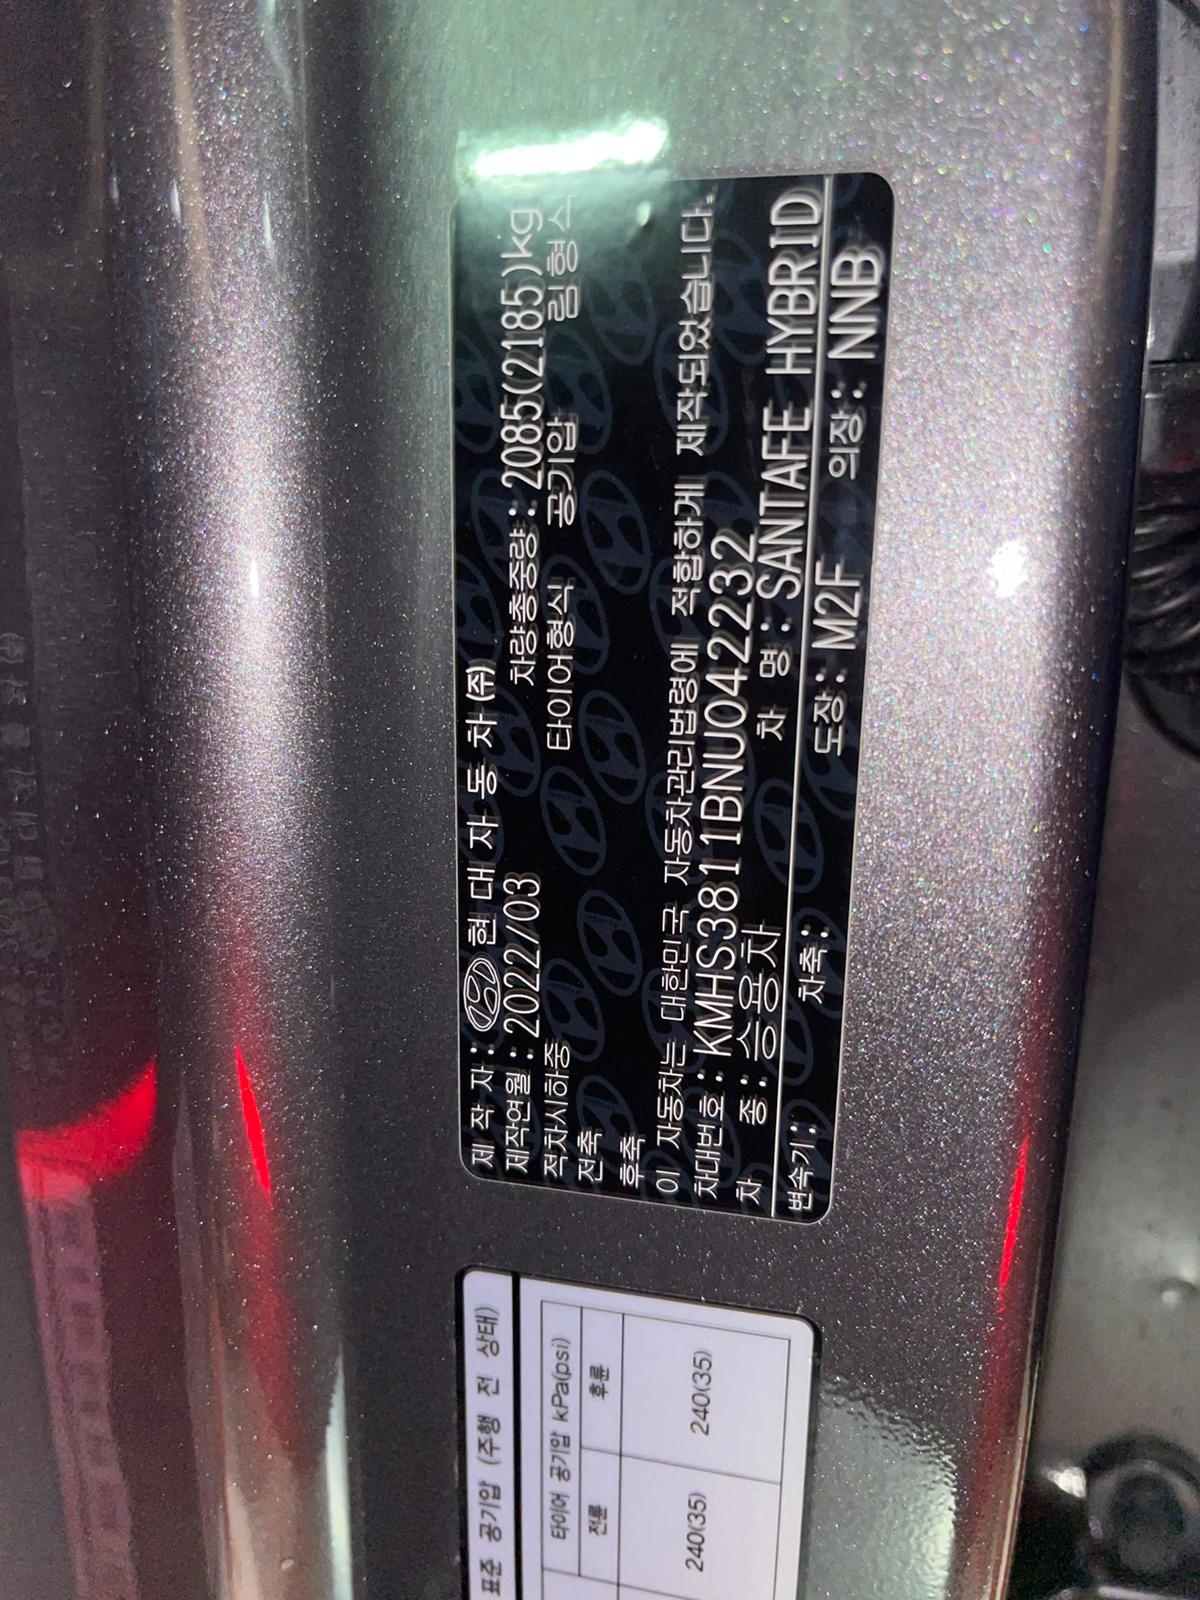 제 작 자 : 현 대 자 동 차 (주)
제작연월 : 2022/03 차량총중량 : 2085(2185)kg
적차시하중 타이어형식 공기압 림형식
전축
후축
이 자동차는 대한민국 자동차관리법령에 적합하게 제작되었습니다.
차대번호 : KMHS3811BNU042232
차 종 : 승용차 차 명 : SANTAFE HYBRID
변속기 : 차축 : 도장 : M2F 의장 : NNB
표준 공기압 (주행 전 상태)
타이어 공기압 kPa(psi)
전륜 후륜
240(35) 240(35)